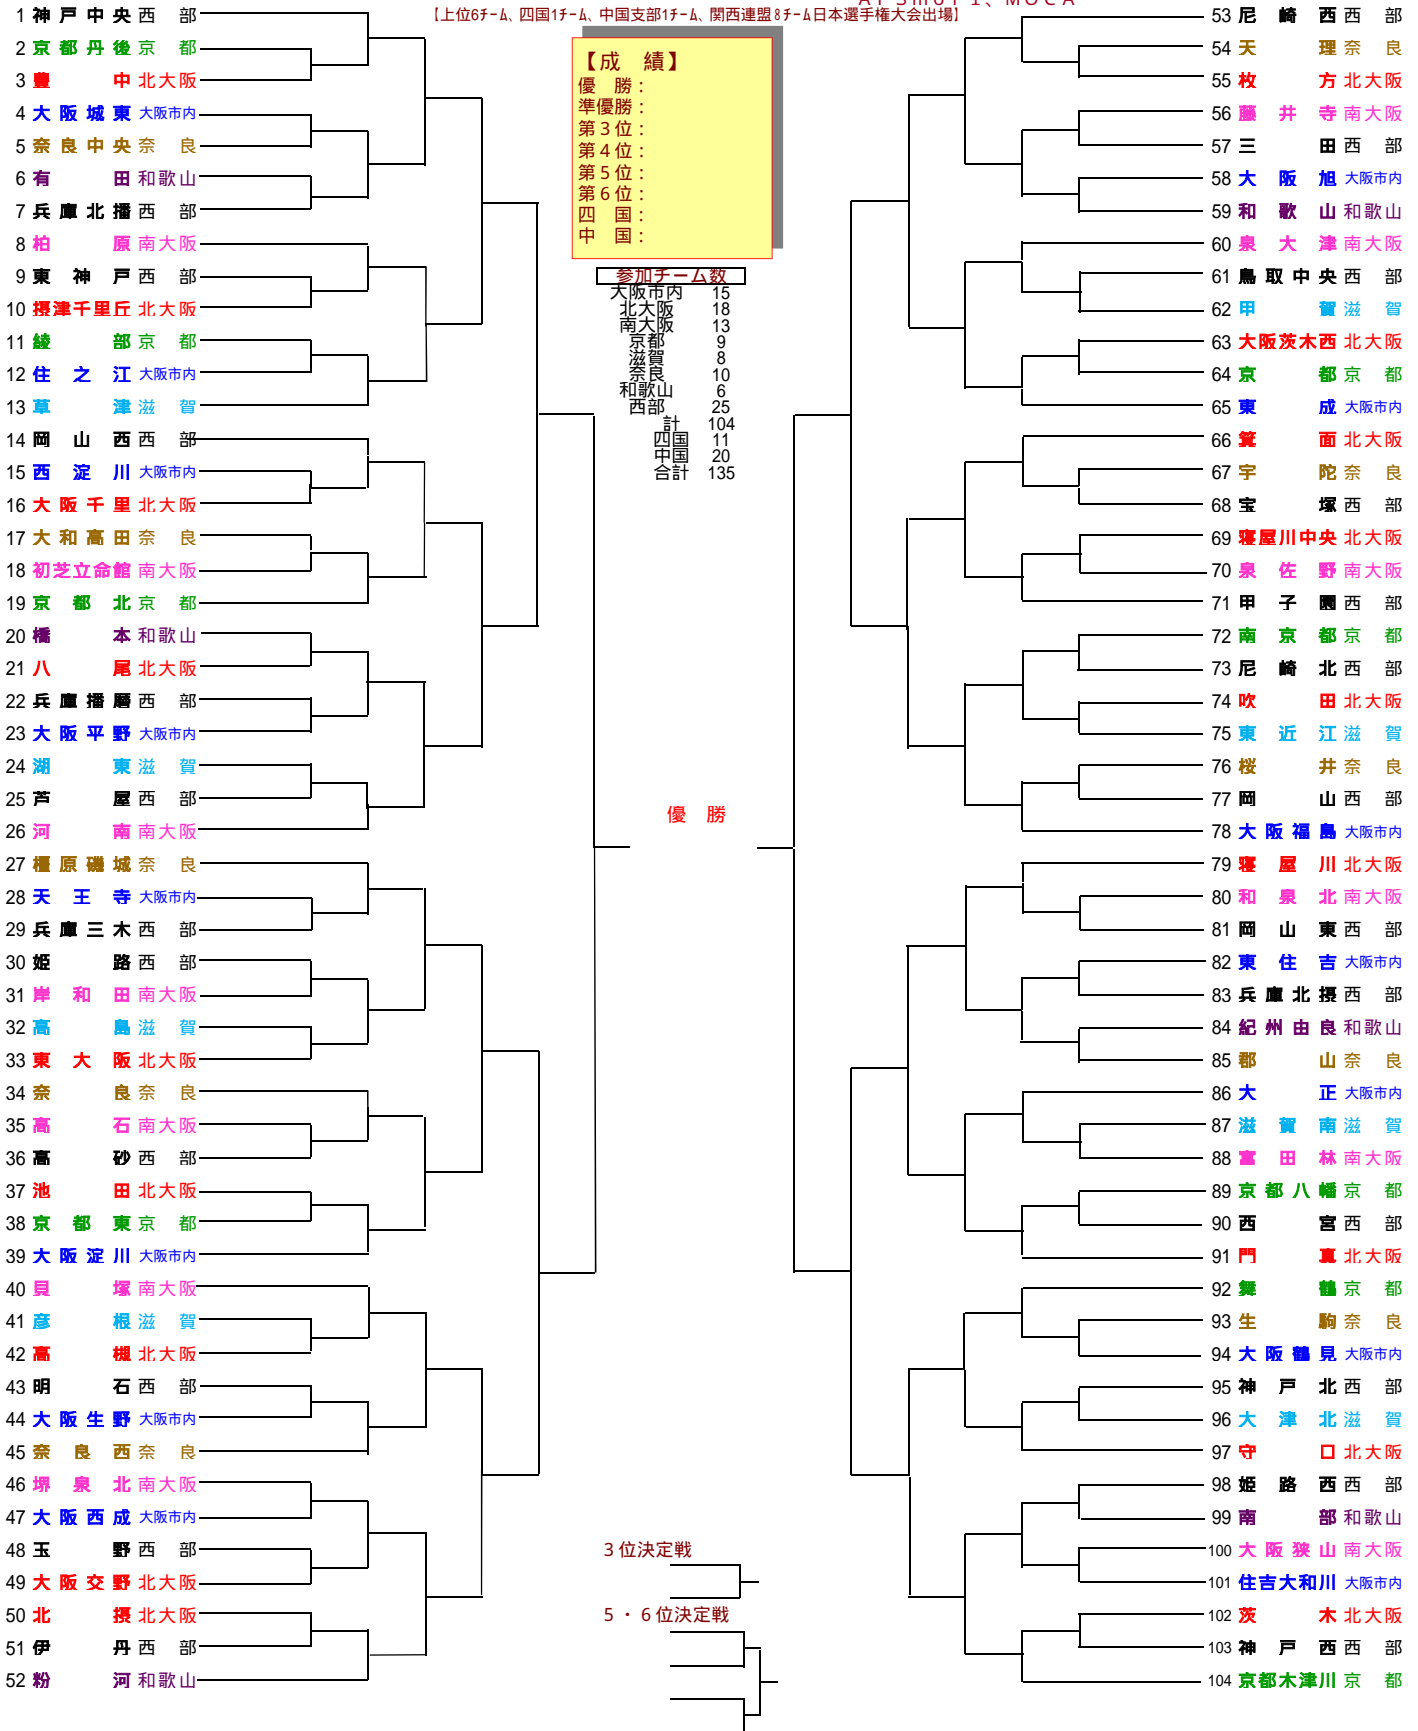 【上位6チーム、四国1チーム、中国支部1チーム、関西連盟8チーム日本選手権大会出場】
【成　績】
優　勝：
準優勝：
第３位：
第４位：
第５位：
第６位：
四　国：
中　国：
参加チーム数
大阪市内 15
北大阪 18
南大阪 13
京都 9
滋賀 8
奈良 10
和歌山 6
西部 25
計 104
四国 11
中国 20
合計 135
1 神戸中央 西部
2 京都丹後 京都
3 豊中 北大阪
4 大阪城東 大阪市内
5 奈良中央 奈良
6 有田 和歌山
7 兵庫北播 西部
8 柏原 南大阪
9 東神戸 西部
10 摂津千里丘 北大阪
11 綾部 京都
12 住之江 大阪市内
13 草津 滋賀
14 岡山西 西部
15 西淀川 大阪市内
16 大阪千里 北大阪
17 大和高田 奈良
18 初芝立命館 南大阪
19 京都北 京都
20 橋本 和歌山
21 八尾 北大阪
22 兵庫播磨 西部
23 大阪平野 大阪市内
24 湖東 滋賀
25 芦屋 西部
26 河南 南大阪
27 橿原磯城 奈良
28 天王寺 大阪市内
29 兵庫三木 西部
30 姫路 西部
31 岸和田 南大阪
32 高島 滋賀
33 東大阪 北大阪
34 奈良 奈良
35 高石 南大阪
36 高砂 西部
37 池田 北大阪
38 京都東 京都
39 大阪淀川 大阪市内
40 貝塚 南大阪
41 彦根 滋賀
42 高槻 北大阪
43 明石 西部
44 大阪生野 大阪市内
45 奈良西 奈良
46 堺泉北 南大阪
47 大阪西成 大阪市内
48 玉野 西部
49 大阪交野 北大阪
50 北摂 北大阪
51 伊丹 西部
52 粉河 和歌山
優　勝
３位決定戦
５・６位決定戦
53 尼崎西 西部
54 天理 奈良
55 枚方 北大阪
56 藤井寺 南大阪
57 三田 西部
58 大阪旭 大阪市内
59 和歌山 和歌山
60 泉大津 南大阪
61 鳥取中央 西部
62 甲賀 滋賀
63 大阪茨木西 北大阪
64 京都 京都
65 東成 大阪市内
66 箕面 北大阪
67 宇陀 奈良
68 宝塚 西部
69 寝屋川中央 北大阪
70 泉佐野 南大阪
71 甲子園 西部
72 南京都 京都
73 尼崎北 西部
74 吹田 北大阪
75 東近江 滋賀
76 桜井 奈良
77 岡山 西部
78 大阪福島 大阪市内
79 寝屋川 北大阪
80 和泉北 南大阪
81 岡山東 西部
82 東住吉 大阪市内
83 兵庫北摂 西部
84 紀州由良 和歌山
85 郡山 奈良
86 大正 大阪市内
87 滋賀南 滋賀
88 富田林 南大阪
89 京都八幡 京都
90 西宮 西部
91 門真 北大阪
92 舞鶴 京都
93 生駒 奈良
94 大阪鶴見 大阪市内
95 神戸北 西部
96 大津北 滋賀
97 守口 北大阪
98 姫路西 西部
99 南部 和歌山
100 大阪狭山 南大阪
101 住吉大和川 大阪市内
102 茨木 北大阪
103 神戸西 西部
104 京都木津川 京都